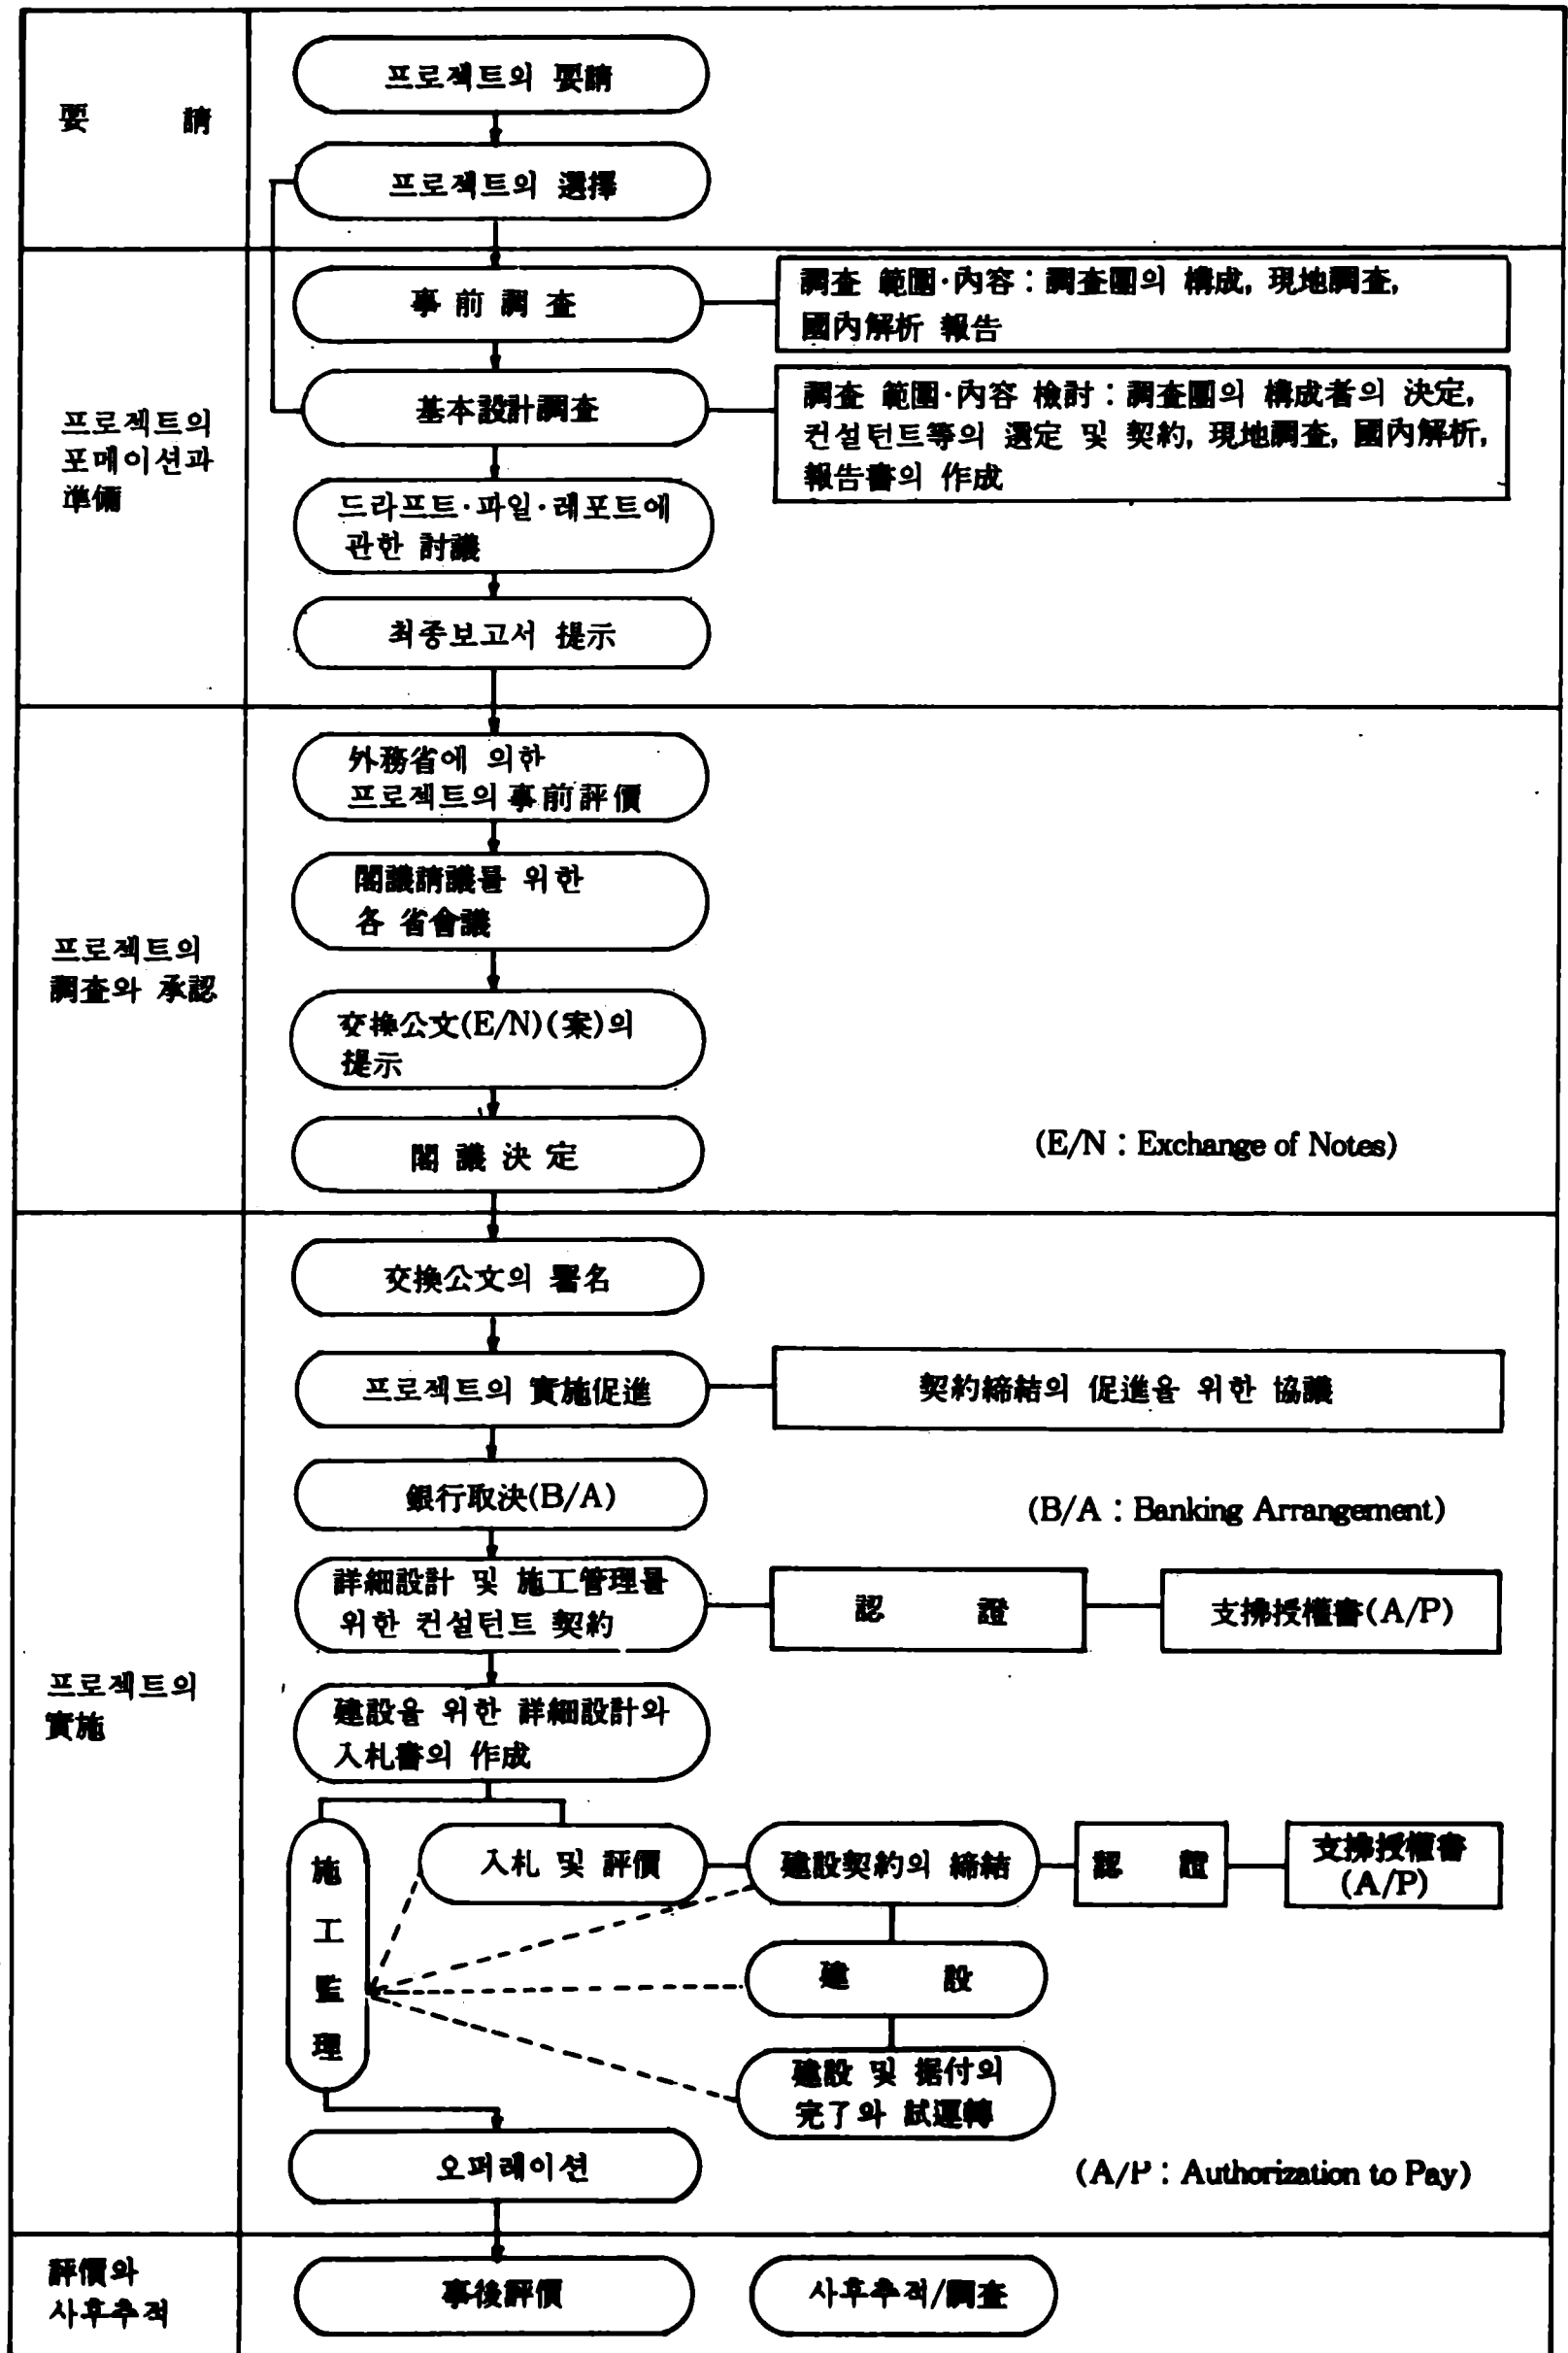 要 請
프로젝트의 要請
프로젝트의 選擇
프로젝트의
포메이션과
準備
事前調査
調査 範圍·內容 : 調査團의 構成, 現地調査,
國內解析 報告
基本設計調査
調査 範圍·內容 檢討 : 調査團의 構成者의 決定,
컨설턴트等의 選定 및 契約, 現地調査, 國內解析,
報告書의 作成
드라프트·파일·레포트에
관한 討議
최종보고서 提示
프로젝트의
調査와 承認
外務省에 의한
프로젝트의 事前評價
閣議請議를 위한
各 省會議
交換公文(E/N)(案)의
提示
閣議決定
(E/N : Exchange of Notes)
프로젝트의
實施
交換公文의 署名
프로젝트의 實施促進
契約締結의 促進을 위한 協議
銀行取決(B/A)
(B/A : Banking Arrangement)
詳細設計 및 施工管理를
위한 컨설턴트 契約
認 證
支拂授權書(A/P)
建設을 위한 詳細設計와
入札書의 作成
施
工
監
理
入札 및 評價
建設契約의 締結
認 證
支拂授權書
(A/P)
建 設
建設 및 据付의
完了와 試運轉
오퍼레이션
(A/P : Authorization to Pay)
評價와
사후추적
事後評價
사후추적/調査